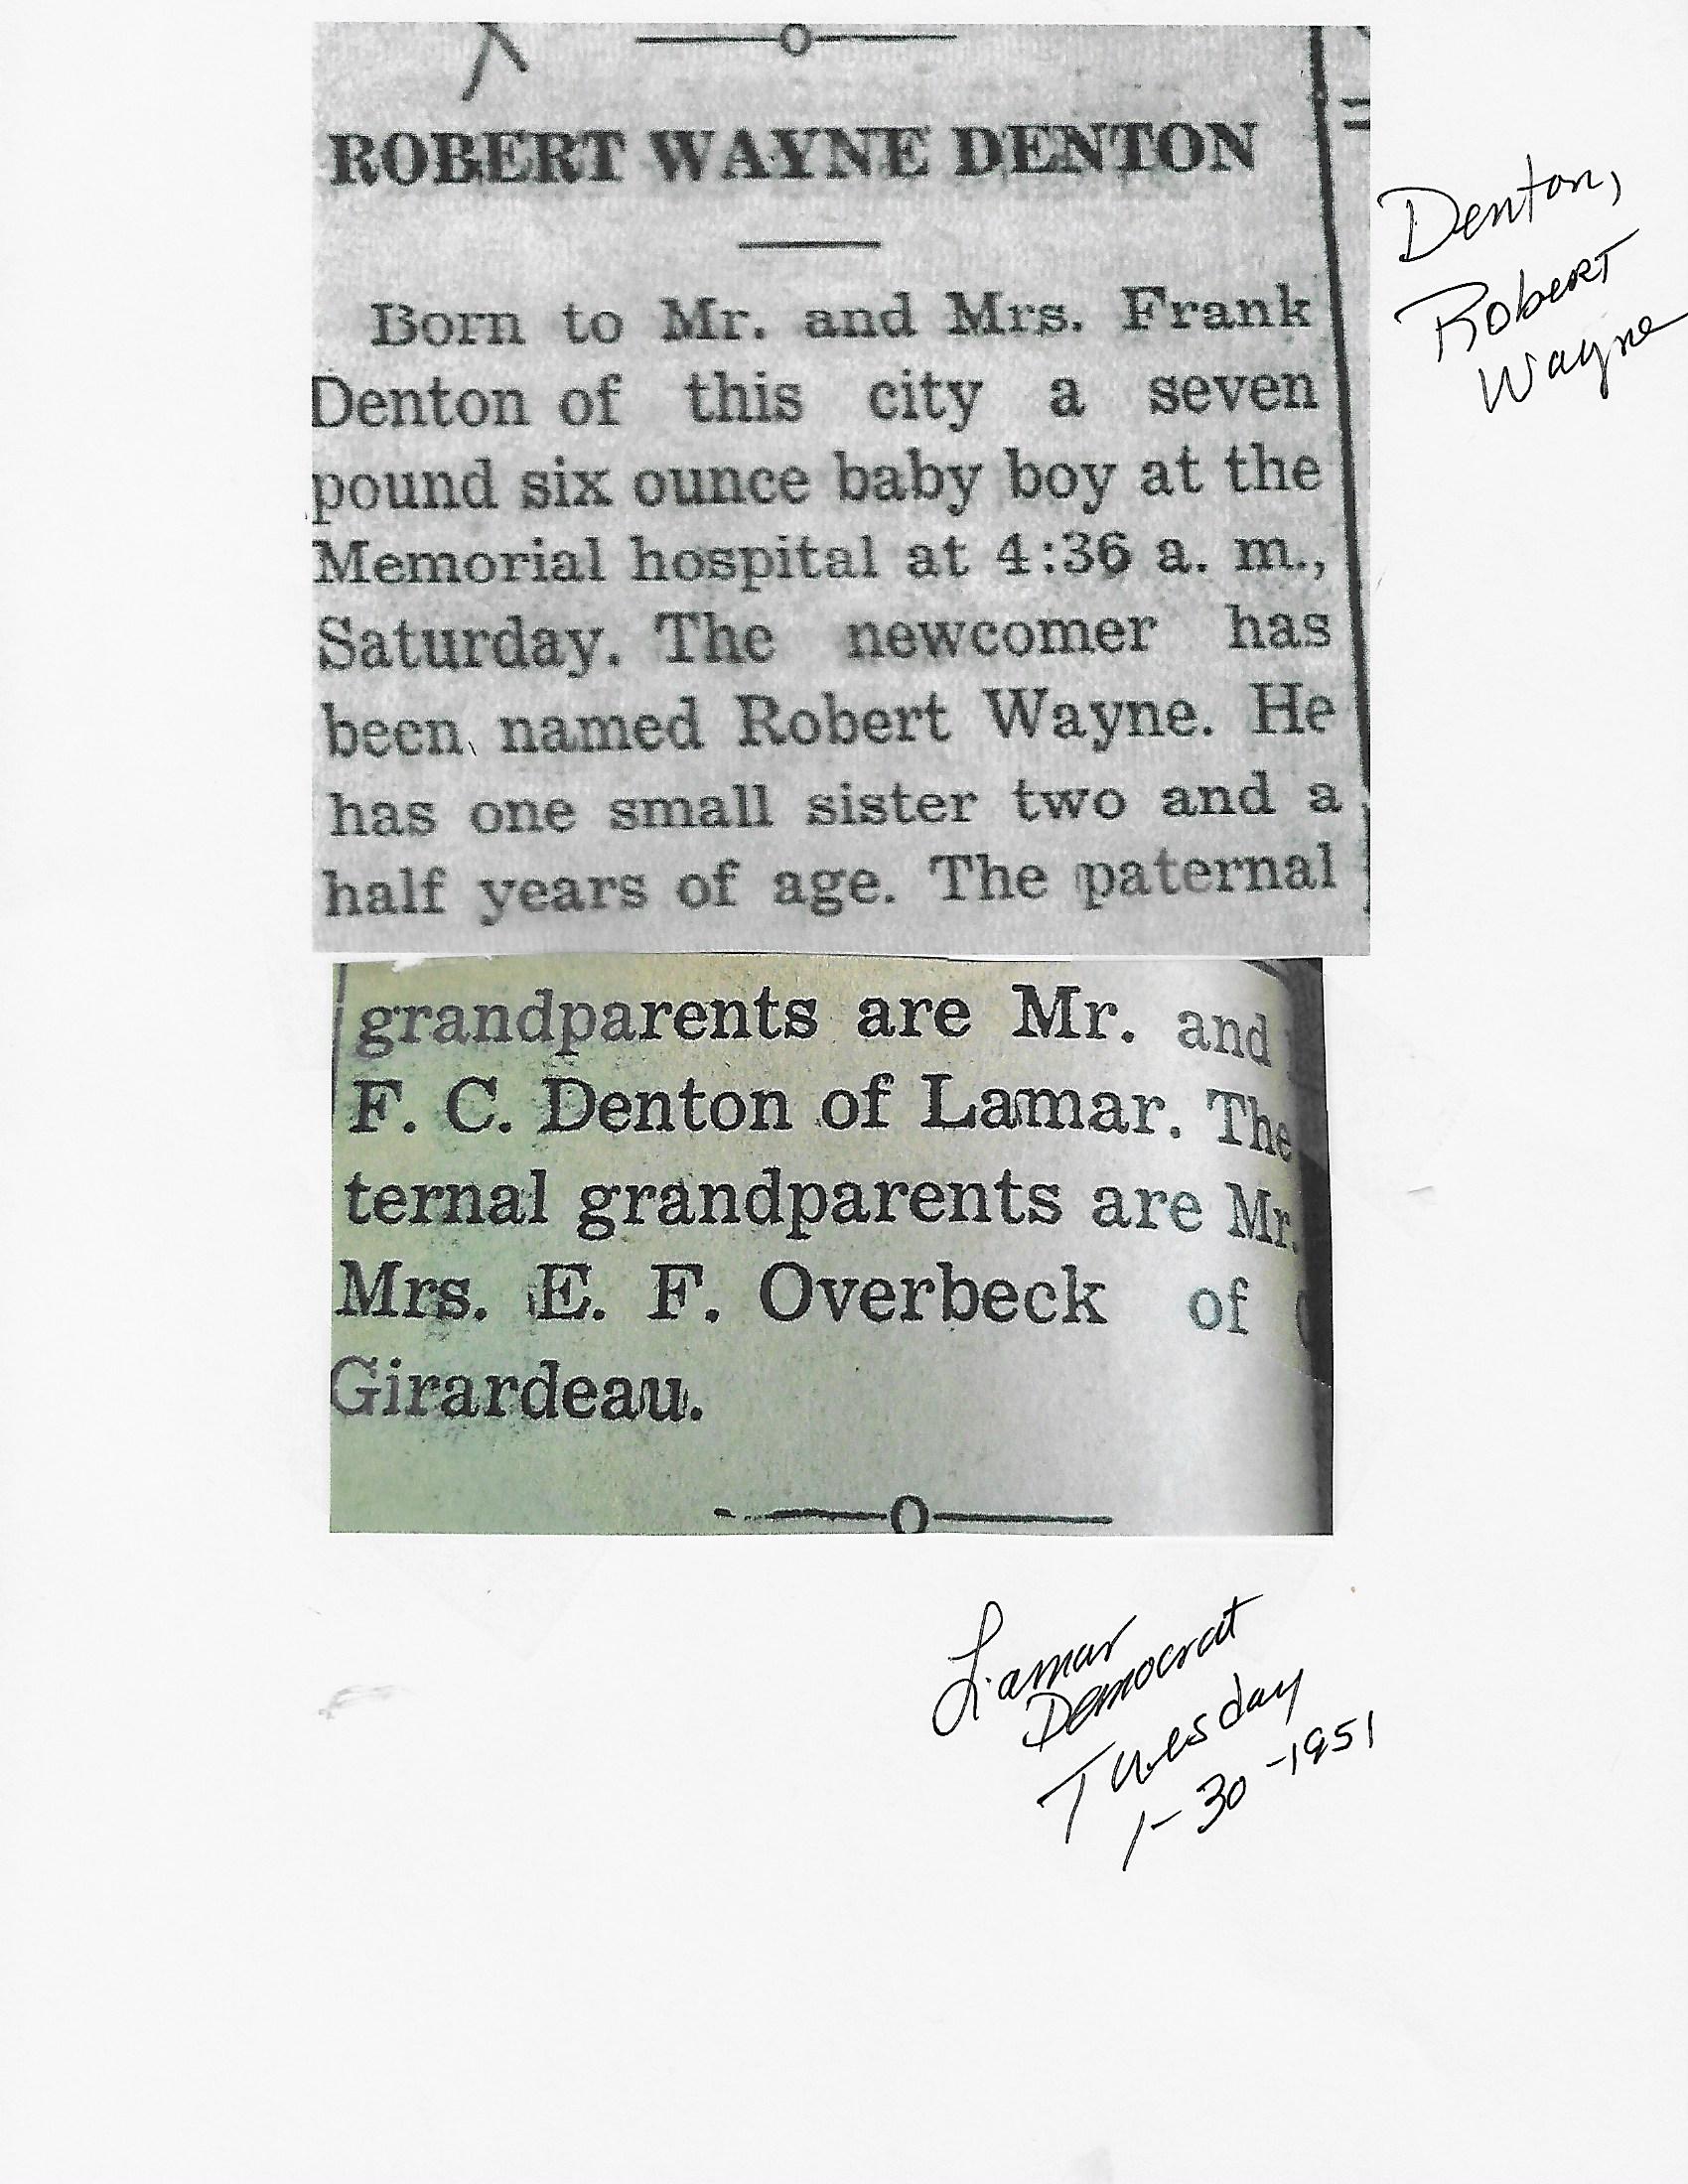 ROBERT WAYNE DENTON
Born to Mr. and Mrs. Frank
Denton of this city a seven
pound six ounce baby boy at the
Memorial hospital at 4:36 a. m.,
Saturday. The newcomer has
been named Robert Wayne. He
has one small sister two and a
half years of age. The paternal
grandparents are Mr. and
F. C. Denton of Lamar. The
ternal grandparents are Mr.
Mrs. E. F. Overbeck of
Girardeau.
Denton,
Robert
Wayne
Lamar
Democrat
Tuesday
1-30-1951